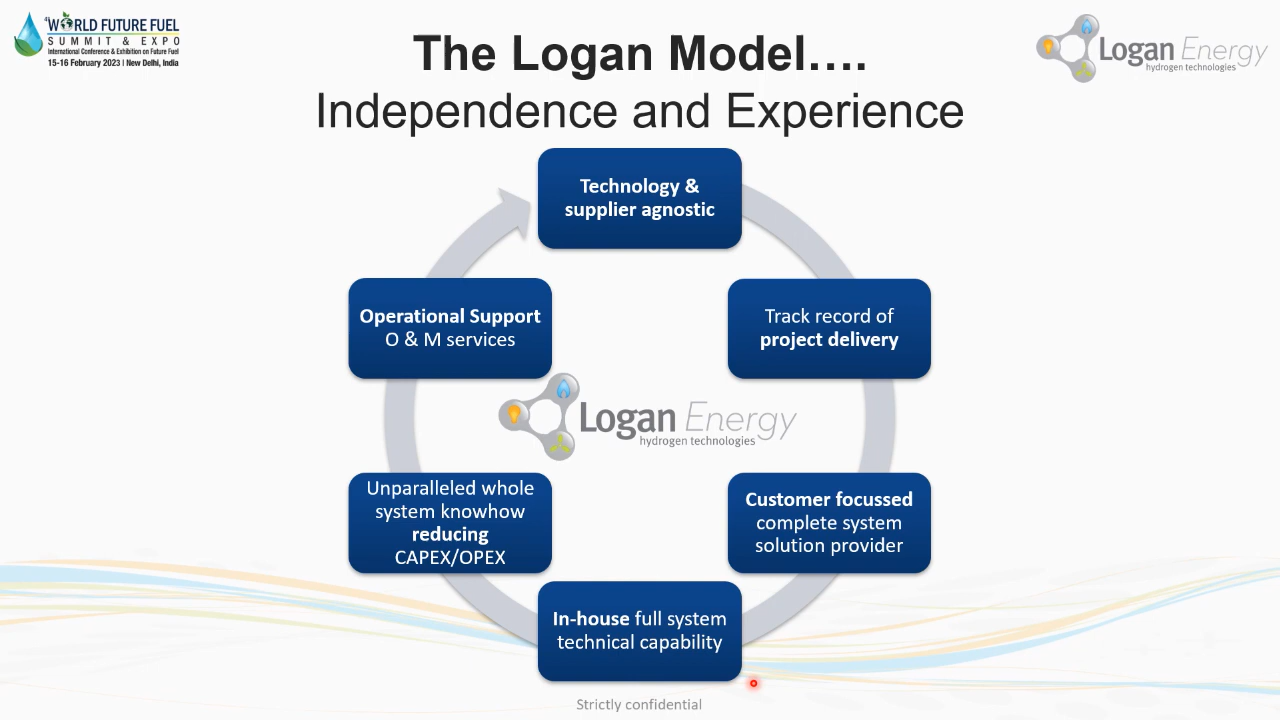 4th WORLD FUTURE FUEL
SUMMIT & EXPO
International Conference & Exhibition on Future Fuel
15-16 February 2023 | New Delhi, India
The Logan Model....
Independence and Experience
Logan Energy
hydrogen technologies
Technology &
supplier agnostic
Track record of
project delivery
Customer focussed
complete system
solution provider
In-house full system
technical capability
Unparalleled whole
system knowhow
reducing
CAPEX/OPEX
Operational Support
O & M services
Logan Energy
hydrogen technologies
Strictly confidential